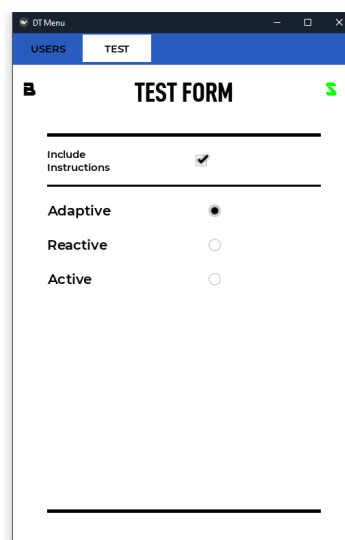 DT Menu
USERS TEST
B TEST FORM S
Include
Instructions
Adaptive
Reactive
Active